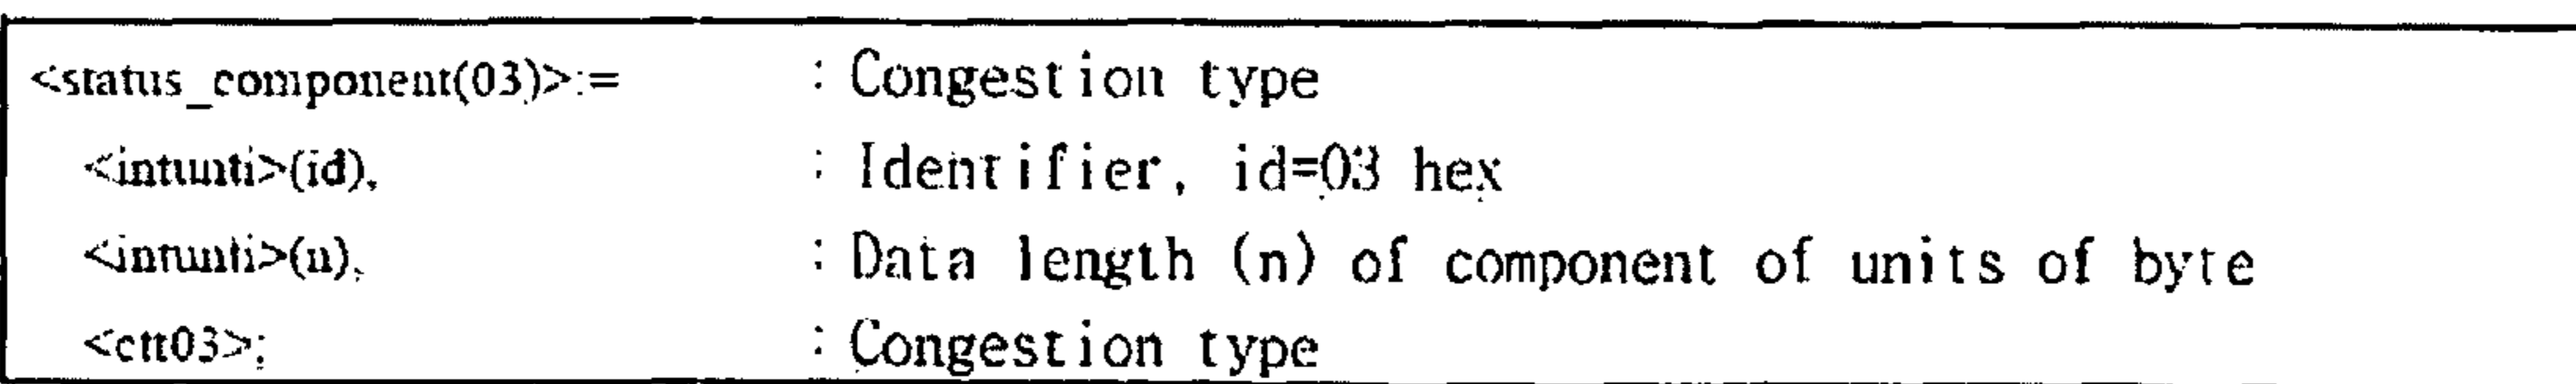 <status_component(03)>:= : Congestion type
<intunti>(id), : Identifier, id=03 hex
<intunti>(n), : Data length (n) of component of units of byte
<ctt03>; : Congestion type